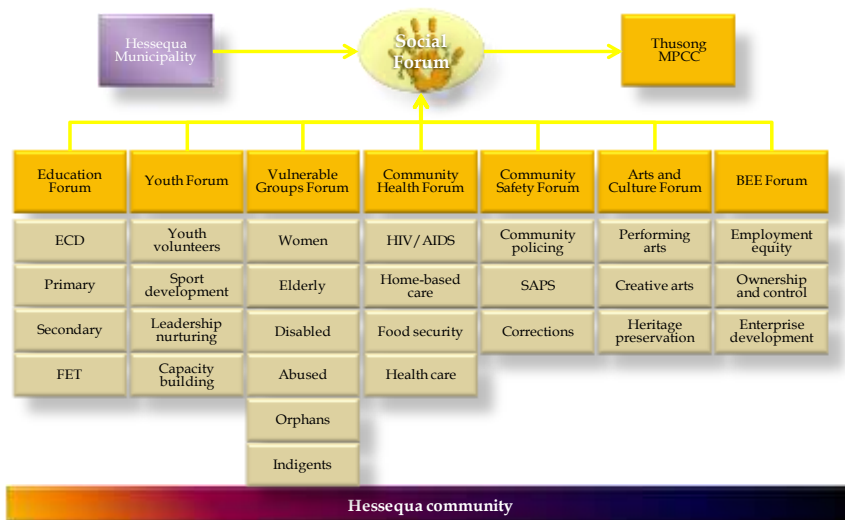 Hessequa
Municipality
Social
Forum
Thusong
MPCC
Education
Forum
Youth Forum
Vulnerable
Groups Forum
Community
Health Forum
Community
Safety Forum
Arts and
Culture Forum
BEE Forum
ECD
Primary
Secondary
FET
Youth
volunteers
Sport
development
Leadership
nurturing
Capacity
building
Women
Elderly
Disabled
Abused
Orphans
Indigents
HIV/AIDS
Home-based
care
Food security
Health care
Community
policing
SAPS
Corrections
Performing
arts
Creative arts
Heritage
preservation
Employment
equity
Ownership
and control
Enterprise
development
Hessequa community